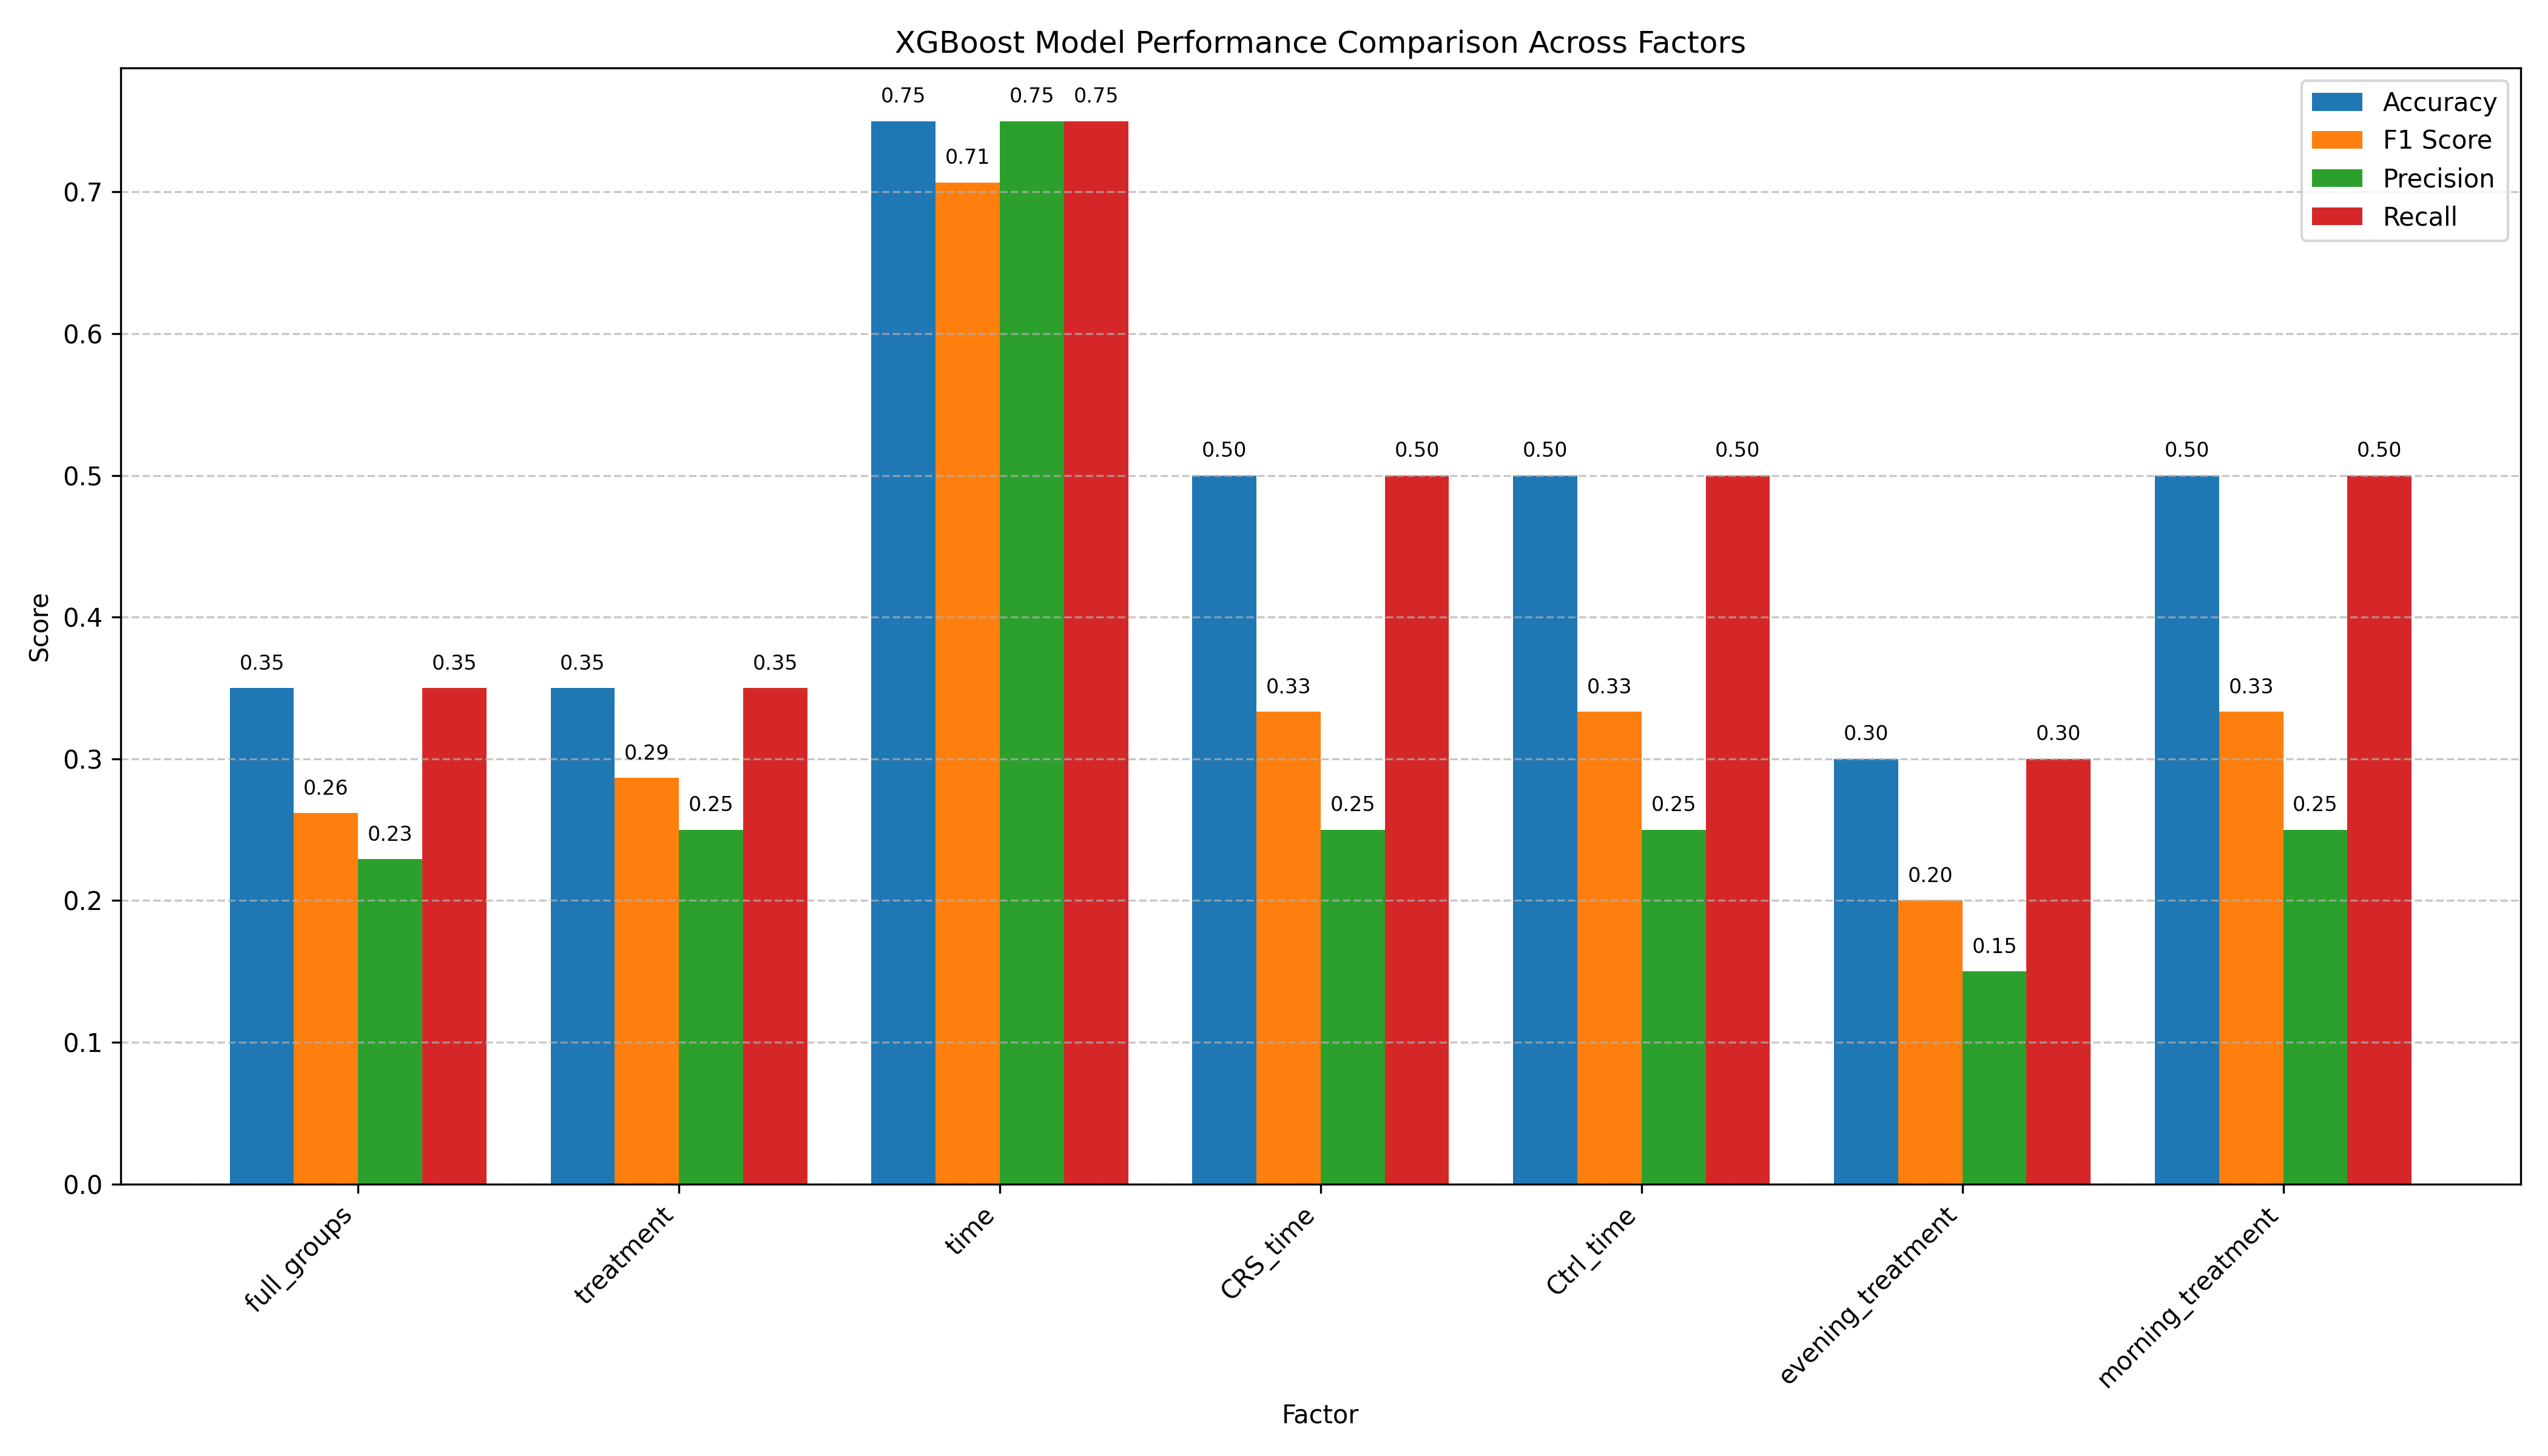 XGBoost Model Performance Comparison Across Factors
Accuracy
F1 Score
Precision
Recall
Score
0.7
0.6
0.5
0.4
0.3
0.2
0.1
0.0
0.35
0.26
0.23
0.35
0.35
0.29
0.25
0.35
0.75
0.71
0.75
0.75
0.50
0.33
0.25
0.50
0.50
0.33
0.25
0.50
0.30
0.20
0.15
0.30
0.50
0.33
0.25
0.50
full_groups
treatment
time
CRS_time
Ctrl_time
evening_treatment
morning_treatment
Factor